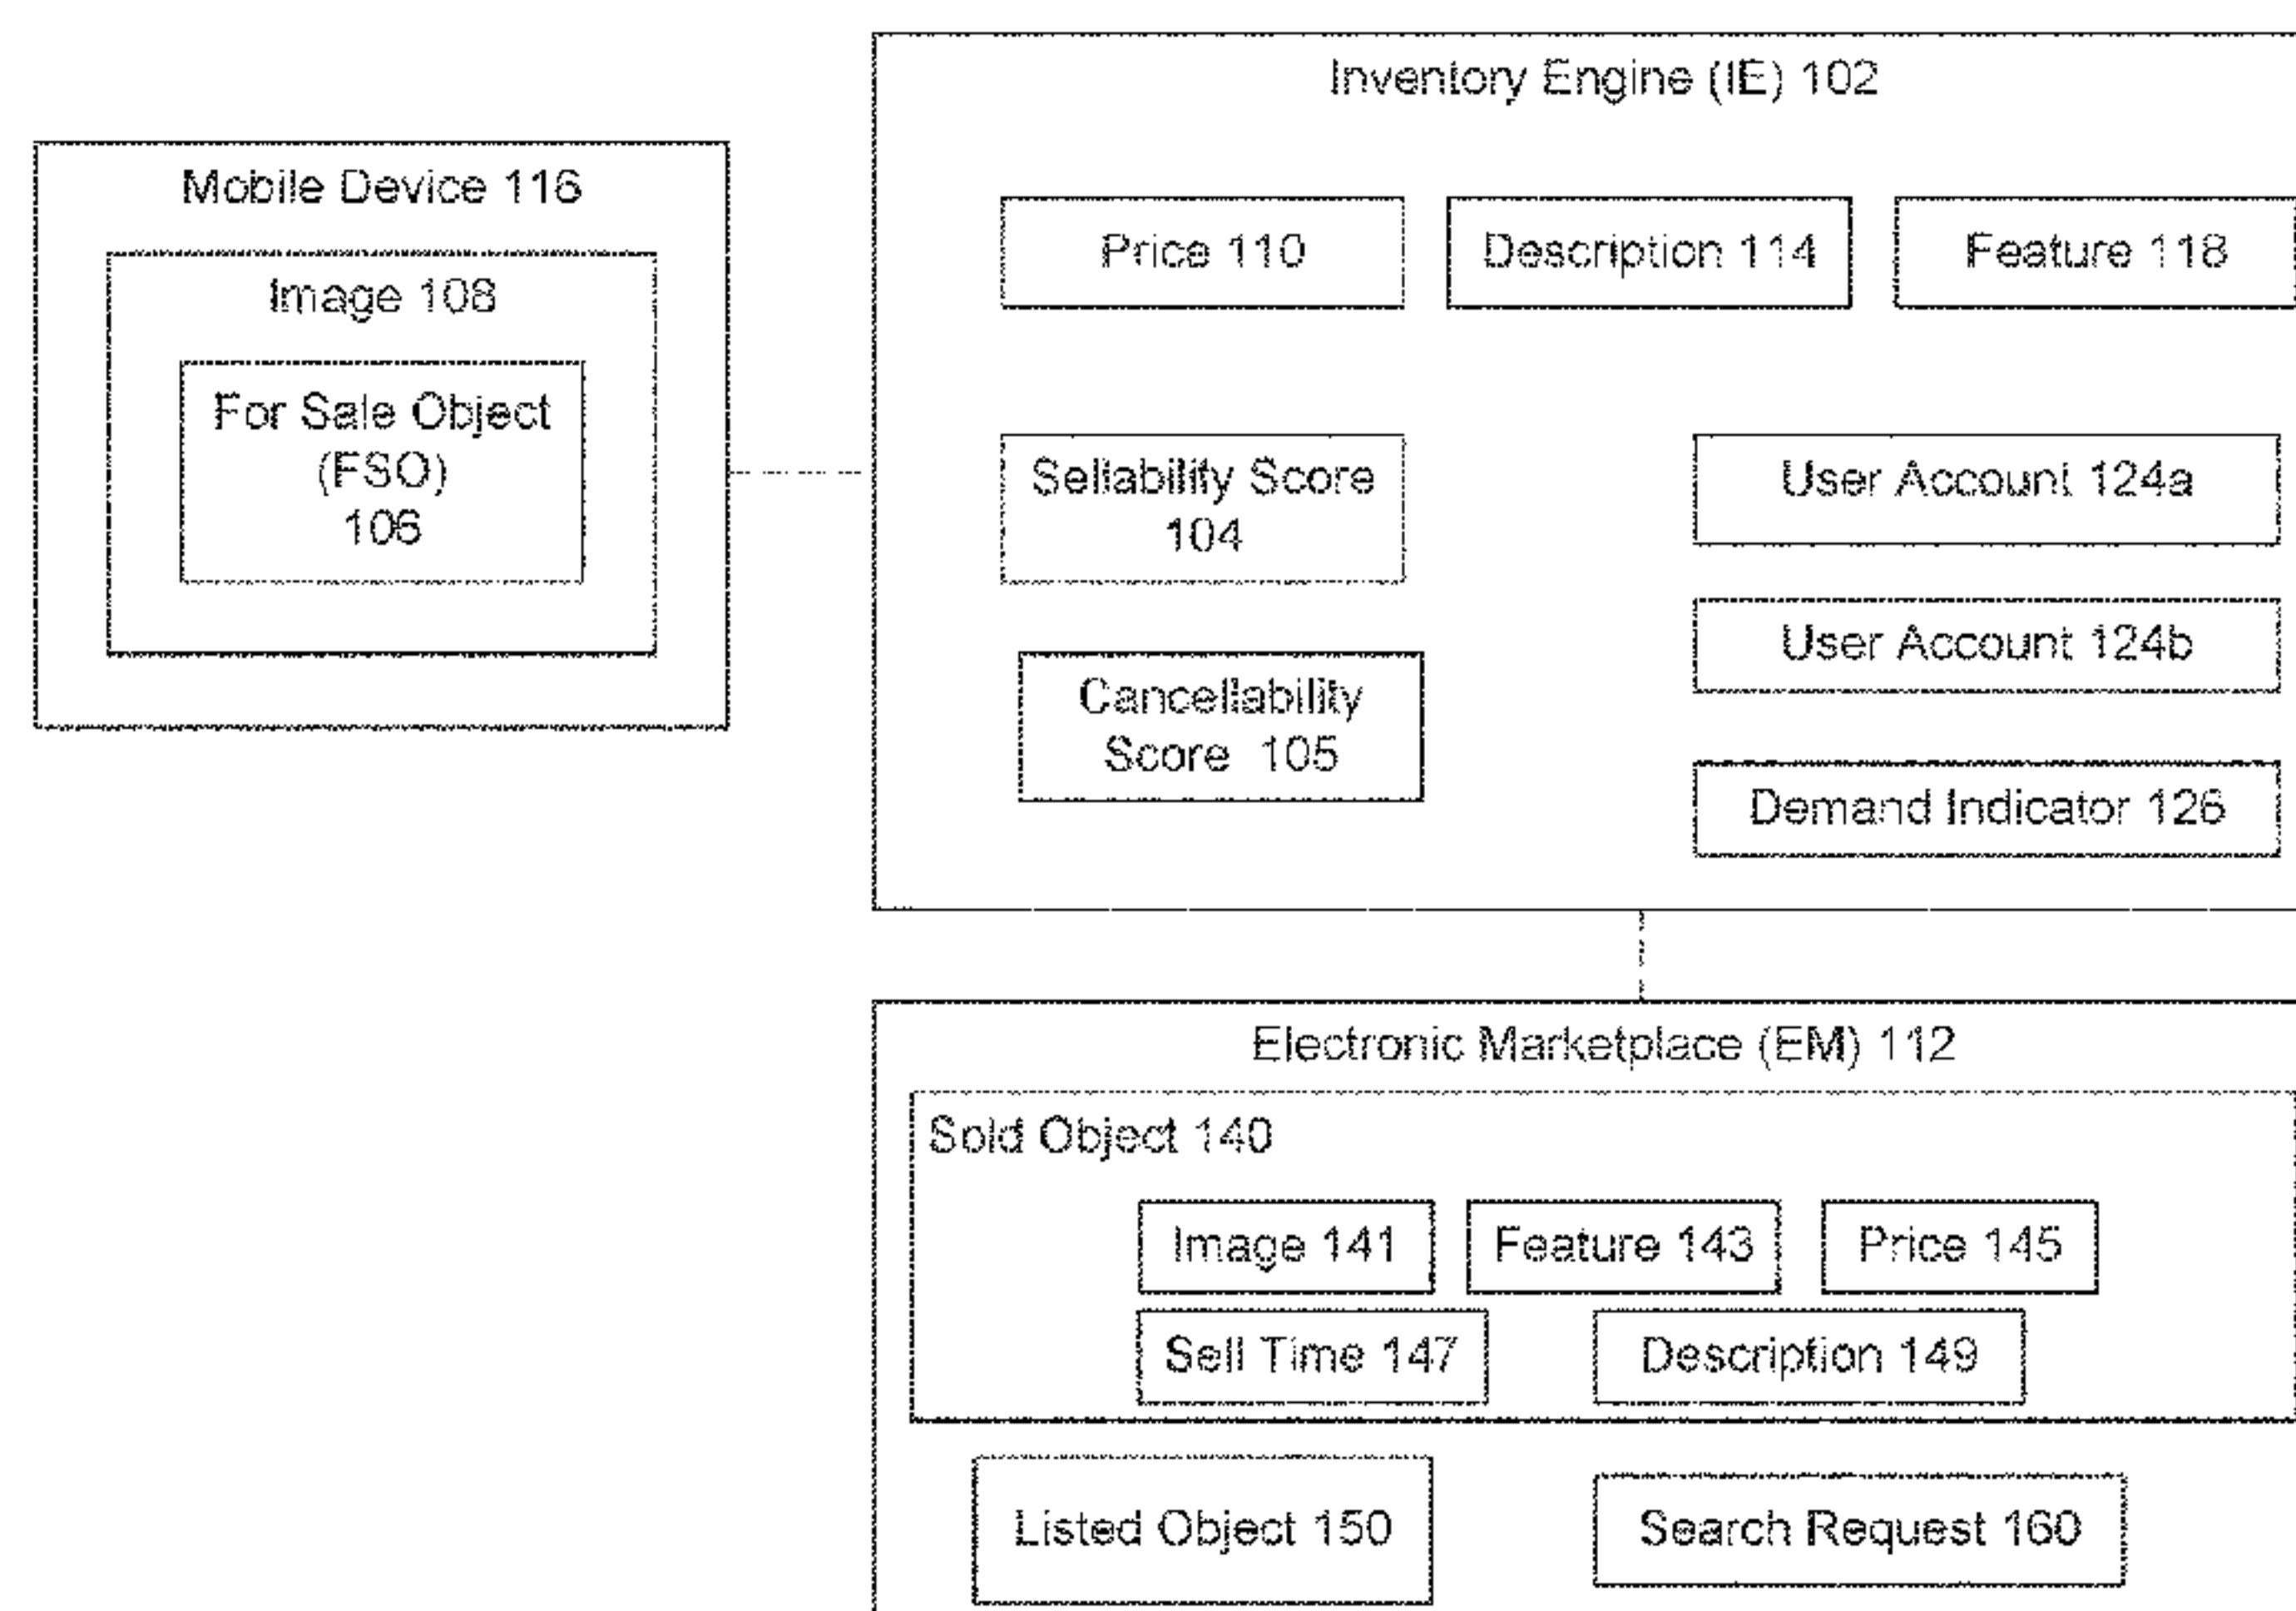 Inventory Engine (IE) 102
Mobile Device 116
Image 108
For Sale Object
(FSO)
106
Price 110
Description 114
Feature 118
Sellability Score
104
User Account 124a
User Account 124b
Cancellability
Score 105
Demand Indicator 126
Electronic Marketplace (EM) 112
Sold Object 140
Image 141
Feature 143
Price 145
Sell Time 147
Description 149
Listed Object 150
Search Request 160